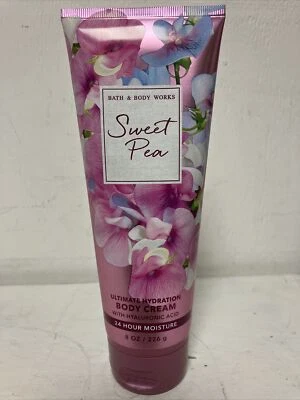 BATH & BODY WORKS
Sweet
Pea
ULTIMATE HYDRATION
BODY CREAM
WITH HYALURONIC ACID
24 HOUR MOISTURE
8 OZ / 226 g